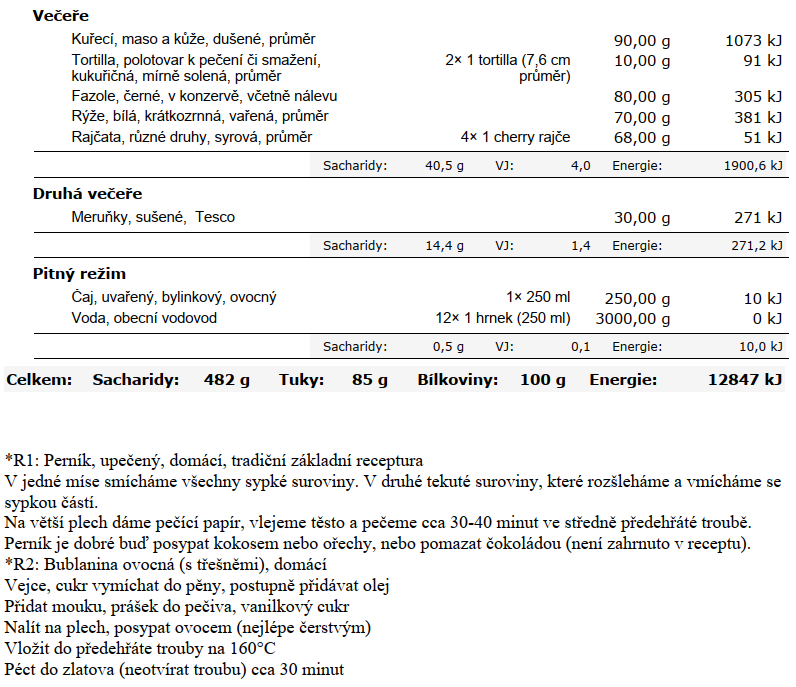 Večeře
Kuřecí, maso a kůže, dušené, průměr 90,00 g 1073 kJ
Tortilla, polotovar k pečení či smažení, 2× 1 tortilla (7,6 cm 10,00 g 91 kJ
kukuřičná, mírně solená, průměr průměr)
Fazole, černé, v konzervě, včetně nálevu 80,00 g 305 kJ
Rýže, bílá, krátkozrnná, vařená, průměr 70,00 g 381 kJ
Rajčata, různé druhy, syrová, průměr 4× 1 cherry rajče 68,00 g 51 kJ
Sacharidy: 40,5 g VJ: 4,0 Energie: 1900,6 kJ
Druhá večeře
Meruňky, sušené, Tesco 30,00 g 271 kJ
Sacharidy: 14,4 g VJ: 1,4 Energie: 271,2 kJ
Pitný režim
Čaj, uvařený, bylinkový, ovocný 1× 250 ml 250,00 g 10 kJ
Voda, obecní vodovod 12× 1 hrnek (250 ml) 3000,00 g 0 kJ
Sacharidy: 0,5 g VJ: 0,1 Energie: 10,0 kJ
Celkem: Sacharidy: 482 g Tuky: 85 g Bílkoviny: 100 g Energie: 12847 kJ
*R1: Perník, upečený, domácí, tradiční základní receptura
V jedné míse smícháme všechny sypké suroviny. V druhé tekuté suroviny, které rozšleháme a vmícháme se
sypkou částí.
Na větší plech dáme pečící papír, vlejeme těsto a pečeme cca 30-40 minut ve středně předehřáté troubě.
Perník je dobré buď posypat kokosem nebo ořechy, nebo pomazat čokoládou (není zahrnuto v receptu).
*R2: Bublanina ovocná (s třešněmi), domácí
Vejce, cukr vymíchat do pěny, postupně přidávat olej
Přidat mouku, prášek do pečiva, vanilkový cukr
Nalít na plech, posypat ovocem (nejlépe čerstvým)
Vložit do předehřáte trouby na 160°C
Péct do zlatova (neotvírat troubu) cca 30 minut